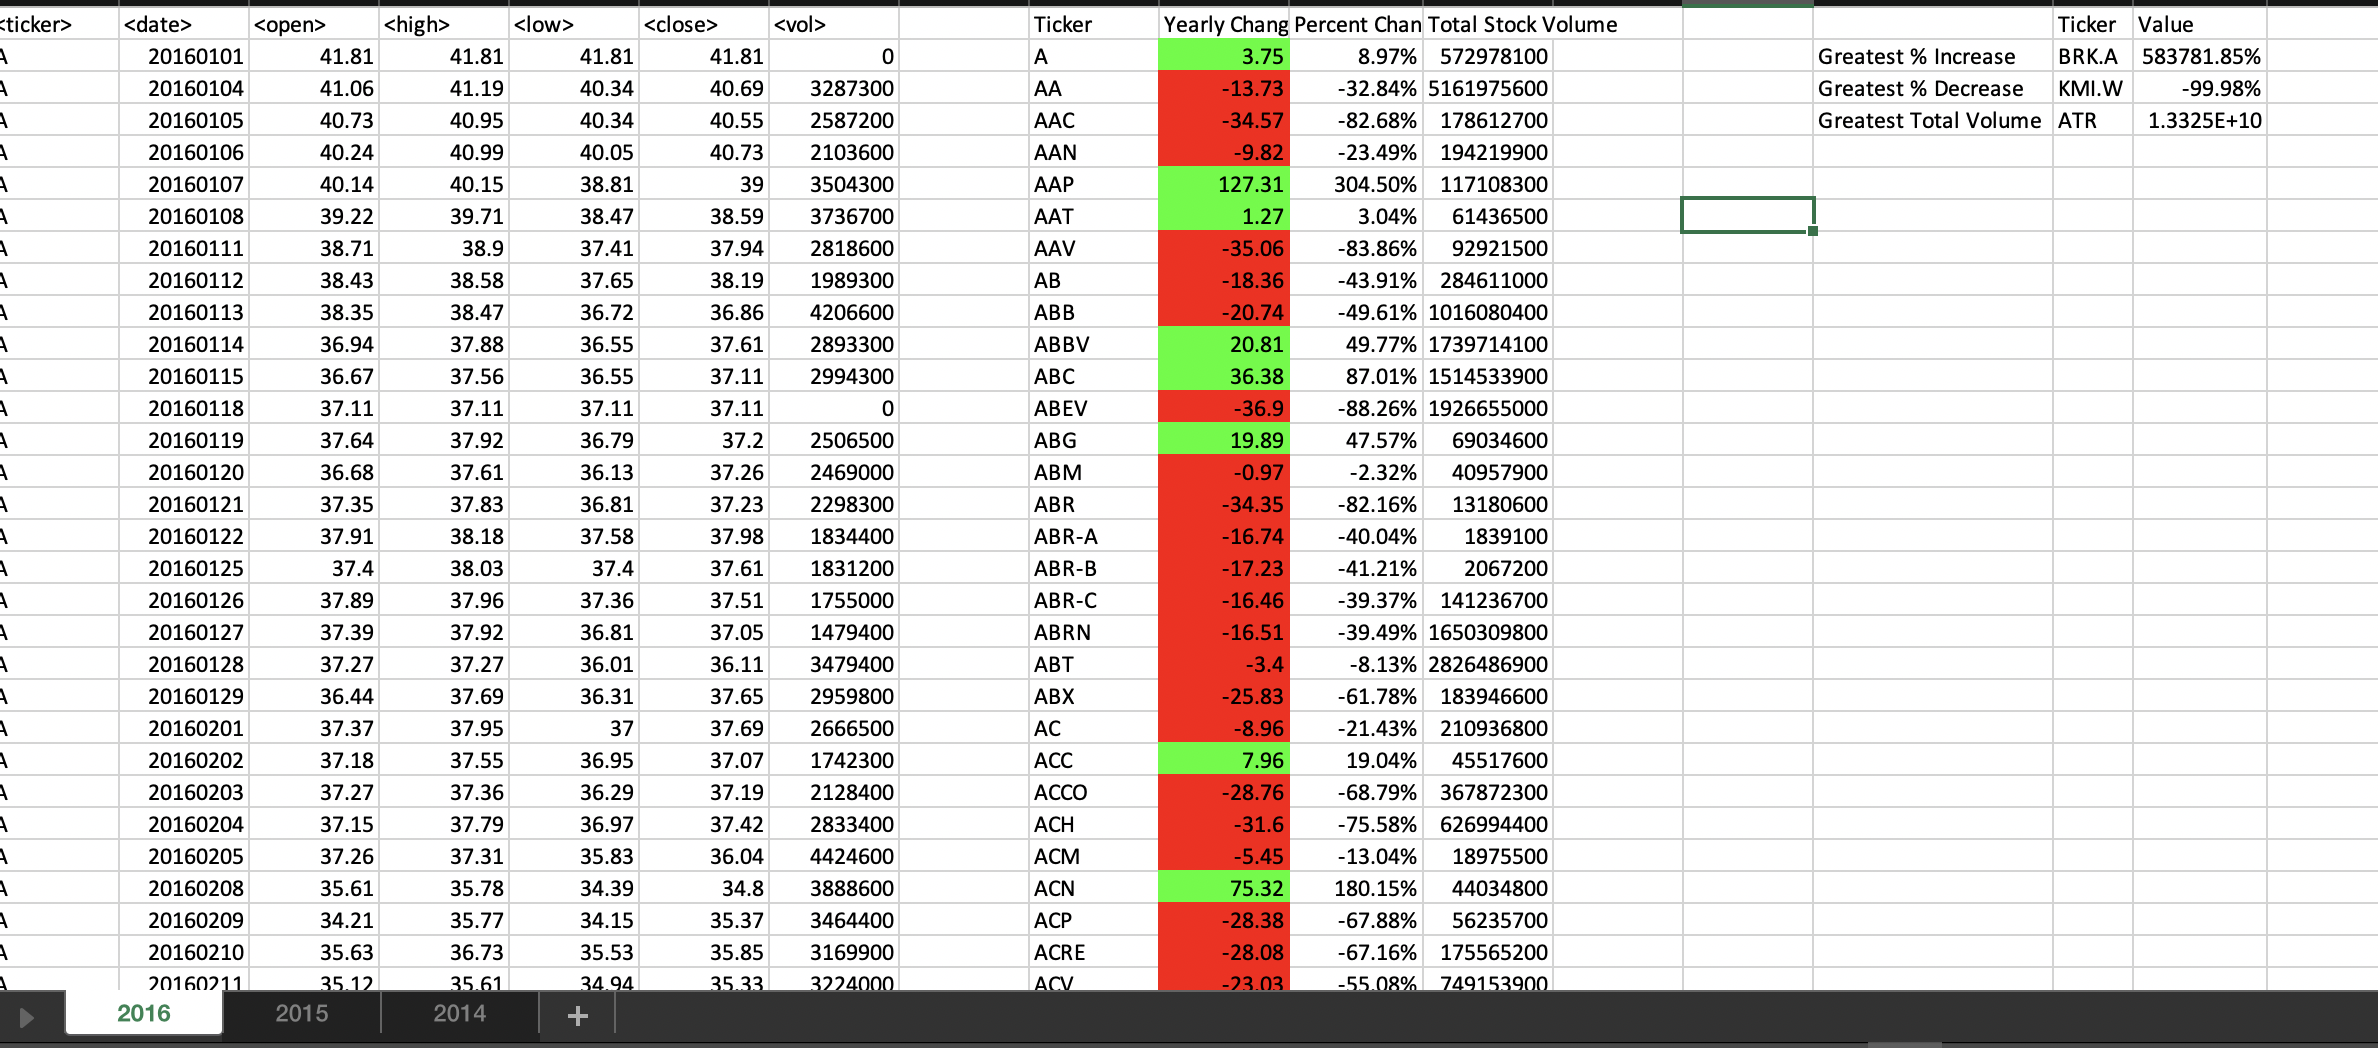 <ticker> <date> <open> <high> <low> <close> <vol> Ticker Yearly Chang Percent Chan Total Stock Volume Ticker Value
A 20160101 41.81 41.81 41.81 41.81 0 A 3.75 8.97% 572978100 Greatest % Increase BRK.A 583781.85%
A 20160104 41.06 41.19 40.34 40.69 3287300 AA -13.73 -32.84% 5161975600 Greatest % Decrease KMI.W -99.98%
A 20160105 40.73 40.95 40.34 40.55 2587200 AAC -34.57 -82.68% 178612700 Greatest Total Volume ATR 1.3325E+10
A 20160106 40.24 40.99 40.05 40.73 2103600 AAN -9.82 -23.49% 194219900
A 20160107 40.14 40.15 38.81 39 3504300 AAP 127.31 304.50% 117108300
A 20160108 39.22 39.71 38.47 38.59 3736700 AAT 1.27 3.04% 61436500
A 20160111 38.71 38.9 37.41 37.94 2818600 AAV -35.06 -83.86% 92921500
A 20160112 38.43 38.58 37.65 38.19 1989300 AB -18.36 -43.91% 284611000
A 20160113 38.35 38.47 36.72 36.86 4206600 ABB -20.74 -49.61% 1016080400
A 20160114 36.94 37.88 36.55 37.61 2893300 ABBV 20.81 49.77% 1739714100
A 20160115 36.67 37.56 36.55 37.11 2994300 ABC 36.38 87.01% 1514533900
A 20160118 37.11 37.11 37.11 37.11 0 ABEV -36.9 -88.26% 1926655000
A 20160119 37.64 37.92 36.79 37.2 2506500 ABG 19.89 47.57% 69034600
A 20160120 36.68 37.61 36.13 37.26 2469000 ABM -0.97 -2.32% 40957900
A 20160121 37.35 37.83 36.81 37.23 2298300 ABR -34.35 -82.16% 13180600
A 20160122 37.91 38.18 37.58 37.98 1834400 ABR-A -16.74 -40.04% 1839100
A 20160125 37.4 38.03 37.4 37.61 1831200 ABR-B -17.23 -41.21% 2067200
A 20160126 37.89 37.96 37.36 37.51 1755000 ABR-C -16.46 -39.37% 141236700
A 20160127 37.39 37.92 36.81 37.05 1479400 ABRN -16.51 -39.49% 1650309800
A 20160128 37.27 37.27 36.01 36.11 3479400 ABT -3.4 -8.13% 2826486900
A 20160129 36.44 37.69 36.31 37.65 2959800 ABX -25.83 -61.78% 183946600
A 20160201 37.37 37.95 37 37.69 2666500 AC -8.96 -21.43% 210936800
A 20160202 37.18 37.55 36.95 37.07 1742300 ACC 7.96 19.04% 45517600
A 20160203 37.27 37.36 36.29 37.19 2128400 ACCO -28.76 -68.79% 367872300
A 20160204 37.15 37.79 36.97 37.42 2833400 ACH -31.6 -75.58% 626994400
A 20160205 37.26 37.31 35.83 36.04 4424600 ACM -5.45 -13.04% 18975500
A 20160208 35.61 35.78 34.39 34.8 3888600 ACN 75.32 180.15% 44034800
A 20160209 34.21 35.77 34.15 35.37 3464400 ACP -28.38 -67.88% 56235700
A 20160210 35.63 36.73 35.53 35.85 3169900 ACRE -28.08 -67.16% 175565200
A 20160211 35.12 35.61 34.94 35.33 3224000 ACV -23.03 -55.08% 749153900
2016 2015 2014 +